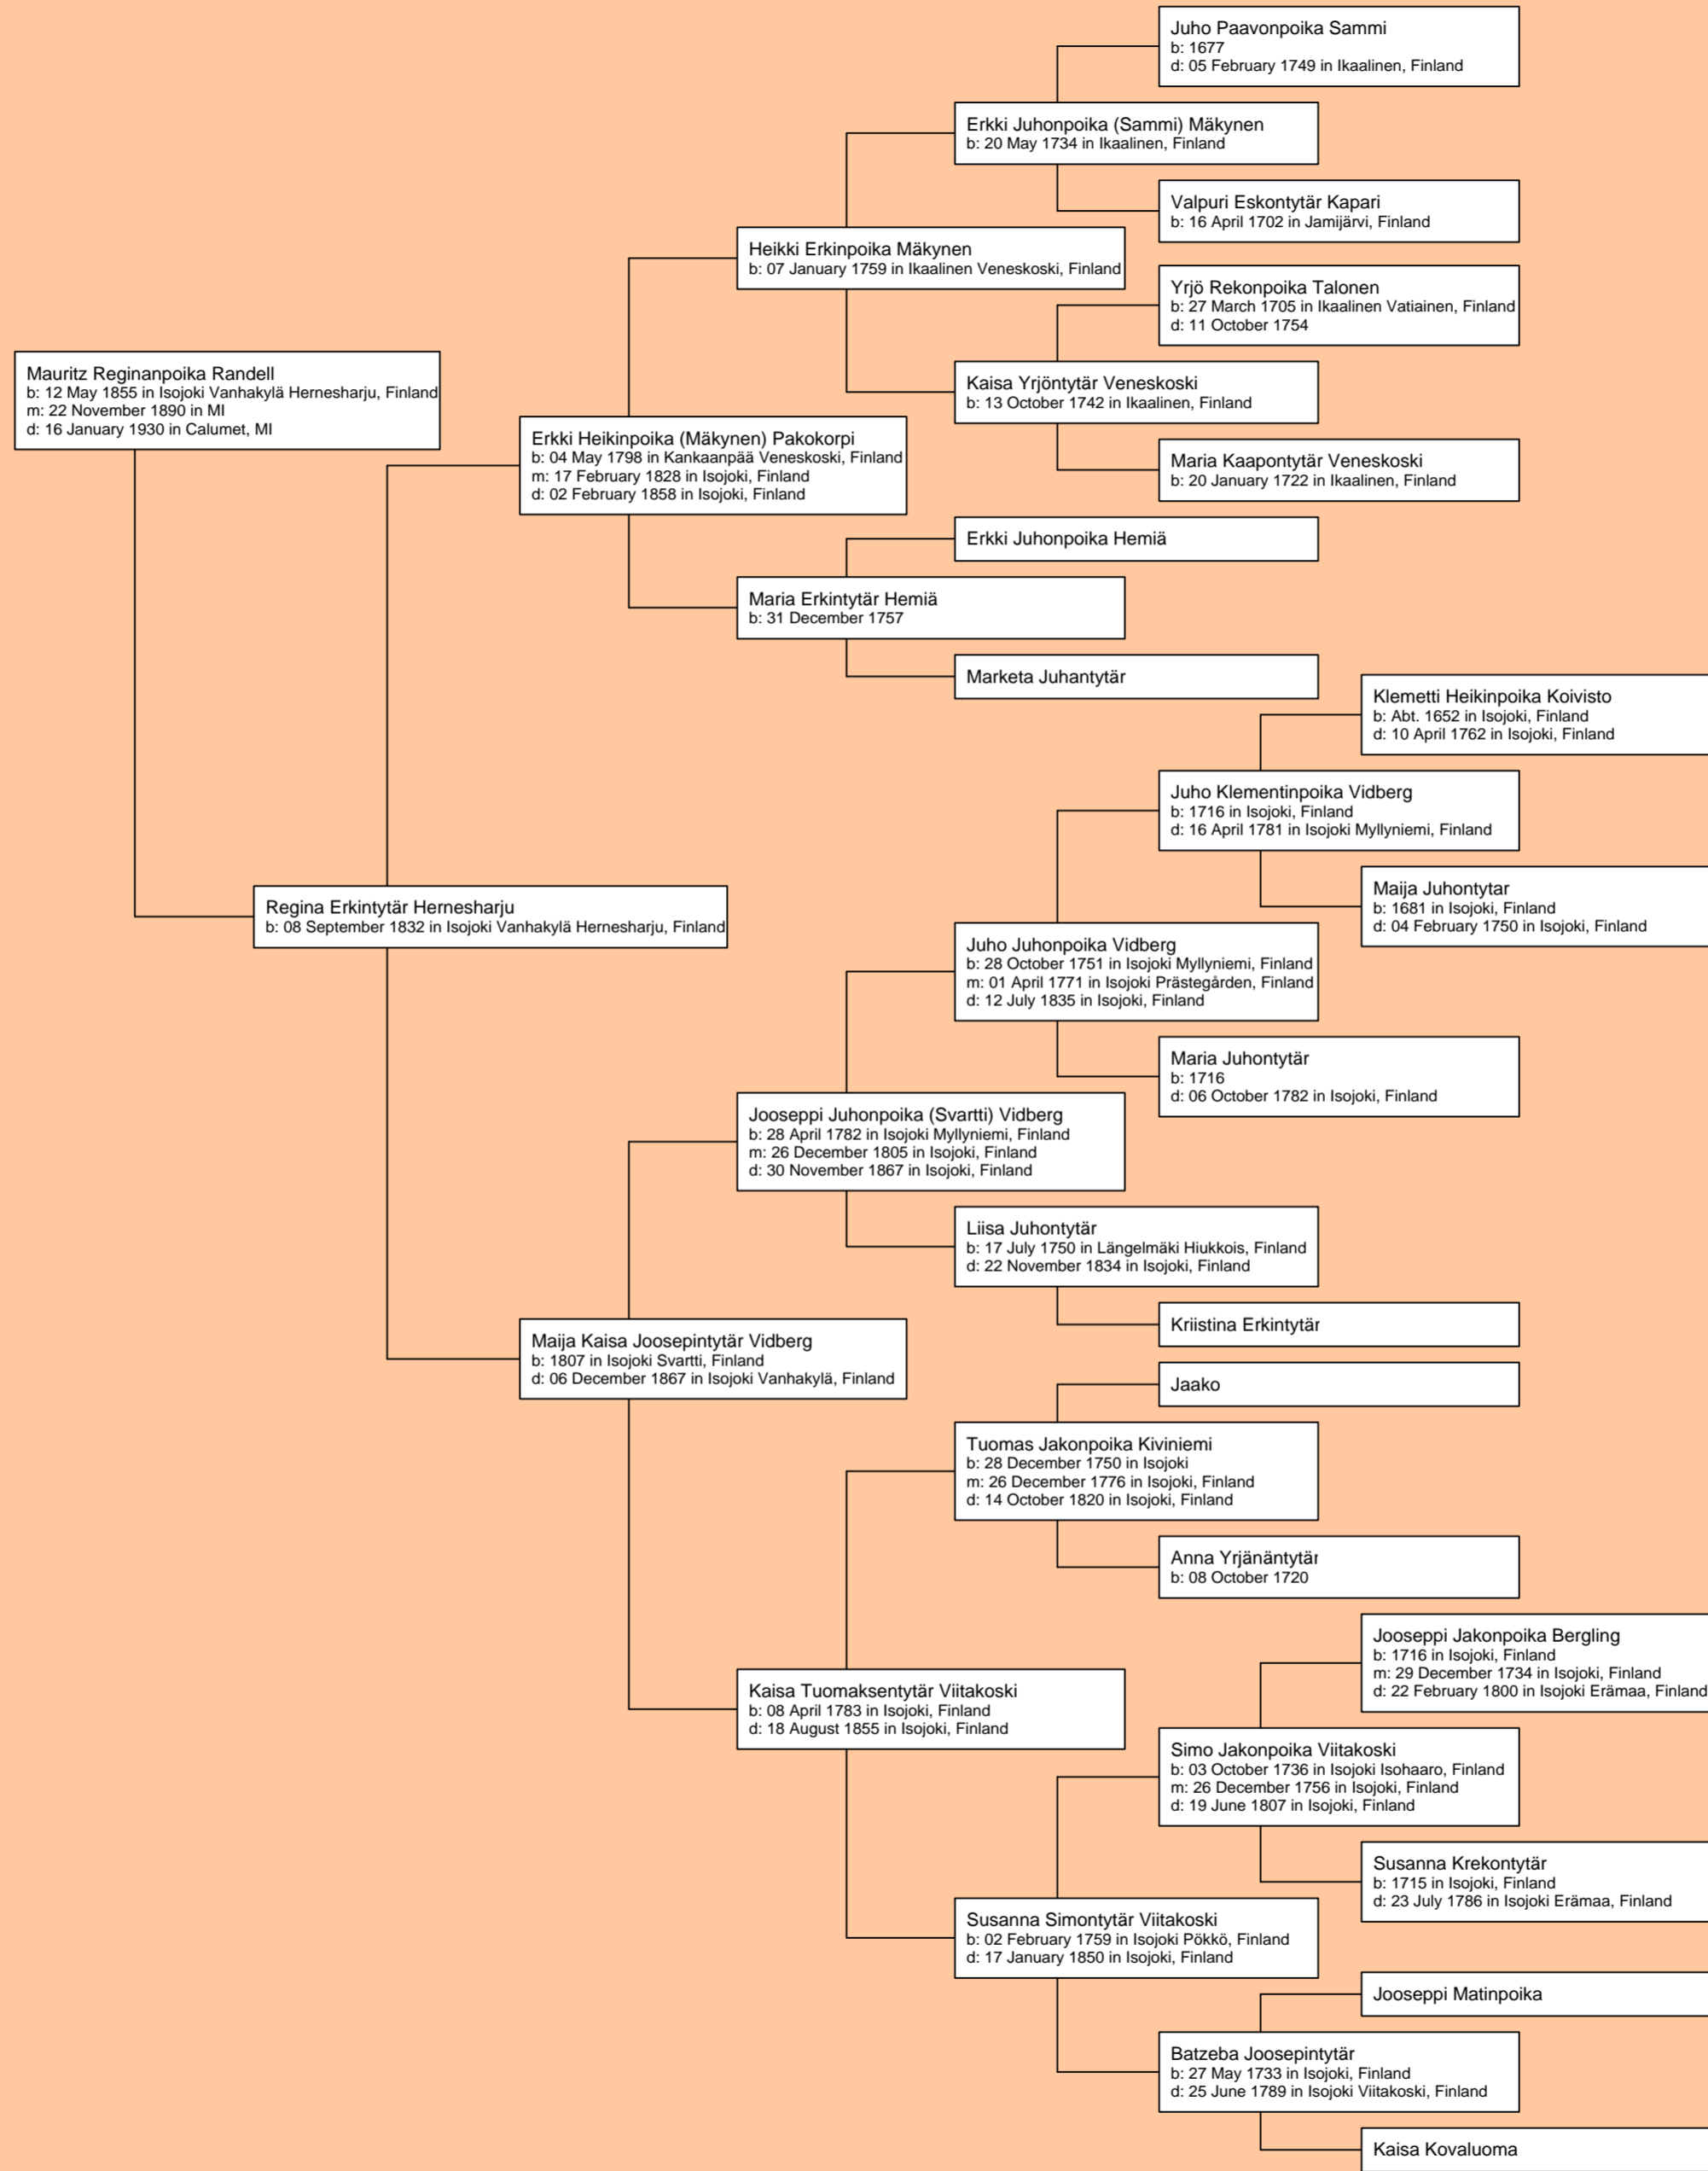 Juho Paavonpoika Sammi
b: 1677
d: 05 February 1749 in Ikaalinen, Finland
Erkki Juhonpoika (Sammi) Mäkynen
b: 20 May 1734 in Ikaalinen, Finland
Valpuri Eskontytär Kapari
b: 16 April 1702 in Jamijärvi, Finland
Heikki Erkinpoika Mäkynen
b: 07 January 1759 in Ikaalinen Veneskoski, Finland
Yrjö Rekonpoika Talonen
b: 27 March 1705 in Ikaalinen Vatiainen, Finland
d: 11 October 1754
Mauritz Reginanpoika Randell
b: 12 May 1855 in Isojoki Vanhakylä Hernesharju, Finland
m: 22 November 1890 in MI
d: 16 January 1930 in Calumet, MI
Kaisa Yrjöntytär Veneskoski
b: 13 October 1742 in Ikaalinen, Finland
Erkki Heikinpoika (Mäkynen) Pakokorpi
b: 04 May 1798 in Kankaanpää Veneskoski, Finland
m: 17 February 1828 in Isojoki, Finland
d: 02 February 1858 in Isojoki, Finland
Maria Kaapontytär Veneskoski
b: 20 January 1722 in Ikaalinen, Finland
Erkki Juhonpoika Hemiä
Maria Erkintytär Hemiä
b: 31 December 1757
Marketa Juhantytär
Klemetti Heikinpoika Koivisto
b: Abt. 1652 in Isojoki, Finland
d: 10 April 1762 in Isojoki, Finland
Juho Klementinpoika Vidberg
b: 1716 in Isojoki, Finland
d: 16 April 1781 in Isojoki Myllyniemi, Finland
Maija Juhontytar
b: 1681 in Isojoki, Finland
d: 04 February 1750 in Isojoki, Finland
Regina Erkintytär Hernesharju
b: 08 September 1832 in Isojoki Vanhakylä Hernesharju, Finland
Juho Juhonpoika Vidberg
b: 28 October 1751 in Isojoki Myllyniemi, Finland
m: 01 April 1771 in Isojoki Prästegården, Finland
d: 12 July 1835 in Isojoki, Finland
Maria Juhontytär
b: 1716
d: 06 October 1782 in Isojoki, Finland
Jooseppi Juhonpoika (Svartti) Vidberg
b: 28 April 1782 in Isojoki Myllyniemi, Finland
m: 26 December 1805 in Isojoki, Finland
d: 30 November 1867 in Isojoki, Finland
Liisa Juhontytär
b: 17 July 1750 in Längelmäki Hiukkois, Finland
d: 22 November 1834 in Isojoki, Finland
Kriistina Erkintytär
Maija Kaisa Joosepintytär Vidberg
b: 1807 in Isojoki Svartti, Finland
d: 06 December 1867 in Isojoki Vanhakylä, Finland
Jaako
Tuomas Jakonpoika Kiviniemi
b: 28 December 1750 in Isojoki
m: 26 December 1776 in Isojoki, Finland
d: 14 October 1820 in Isojoki, Finland
Anna Yrjänäntytär
b: 08 October 1720
Jooseppi Jakonpoika Bergling
b: 1716 in Isojoki, Finland
m: 29 December 1734 in Isojoki, Finland
d: 22 February 1800 in Isojoki Erämaa, Finland
Kaisa Tuomaksentytär Viitakoski
b: 08 April 1783 in Isojoki, Finland
d: 18 August 1855 in Isojoki, Finland
Simo Jakonpoika Viitakoski
b: 03 October 1736 in Isojoki Isohaaro, Finland
m: 26 December 1756 in Isojoki, Finland
d: 19 June 1807 in Isojoki, Finland
Susanna Krekontytär
b: 1715 in Isojoki, Finland
d: 23 July 1786 in Isojoki Erämaa, Finland
Susanna Simontytär Viitakoski
b: 02 February 1759 in Isojoki Pökkö, Finland
d: 17 January 1850 in Isojoki, Finland
Jooseppi Matinpoika
Batzeba Joosepintytär
b: 27 May 1733 in Isojoki, Finland
d: 25 June 1789 in Isojoki Viitakoski, Finland
Kaisa Kovaluoma